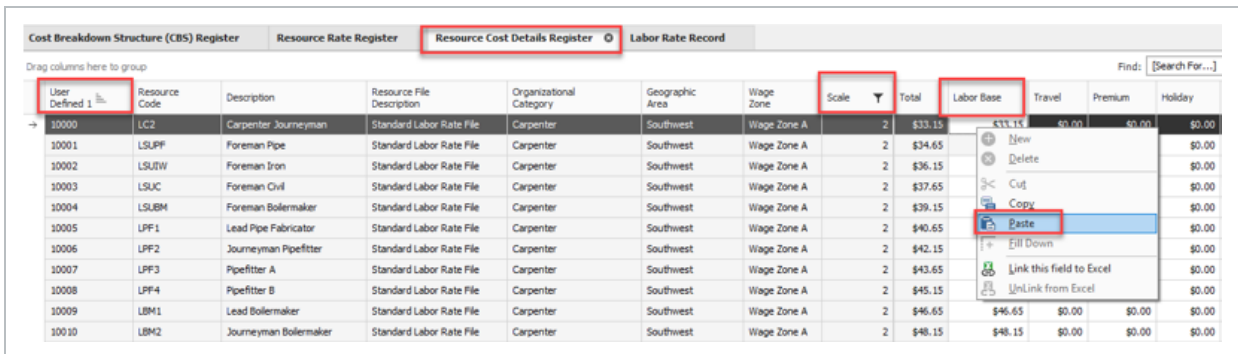 Cost Breakdown Structure (CBS) Register Resource Rate Register Resource Cost Details Register Labor Rate Record
Drag columns here to group Find: [Search For...]
User Defined 1 Resource Code Description Resource File Description Organizational Category Geographic Area Wage Zone Scale Total Labor Base Travel Premium Holiday
10000 LC2 Carpenter Journeyman Standard Labor Rate File Carpenter Southwest Wage Zone A 2 $33.15 $33.15 $0.00 $0.00 $0.00
10001 LSUPF Foreman Pipe Standard Labor Rate File Carpenter Southwest Wage Zone A 2 $34.65 New $0.00
10002 LSUIW Foreman Iron Standard Labor Rate File Carpenter Southwest Wage Zone A 2 $36.15 Delete $0.00
10003 LSUC Foreman Civil Standard Labor Rate File Carpenter Southwest Wage Zone A 2 $37.65 Cut $0.00
10004 LSUBM Foreman Boilermaker Standard Labor Rate File Carpenter Southwest Wage Zone A 2 $39.15 Copy $0.00
10005 LPF1 Lead Pipe Fabricator Standard Labor Rate File Carpenter Southwest Wage Zone A 2 $40.65 Paste $0.00
10006 LPF2 Journeyman Pipefitter Standard Labor Rate File Carpenter Southwest Wage Zone A 2 $42.15 Fill Down $0.00
10007 LPF3 Pipefitter A Standard Labor Rate File Carpenter Southwest Wage Zone A 2 $43.65 Link this field to Excel $0.00
10008 LPF4 Pipefitter B Standard Labor Rate File Carpenter Southwest Wage Zone A 2 $45.15 UnLink from Excel $0.00
10009 LBM1 Lead Boilermaker Standard Labor Rate File Carpenter Southwest Wage Zone A 2 $46.65 $46.65 $0.00 $0.00 $0.00
10010 LBM2 Journeyman Boilermaker Standard Labor Rate File Carpenter Southwest Wage Zone A 2 $48.15 $48.15 $0.00 $0.00 $0.00